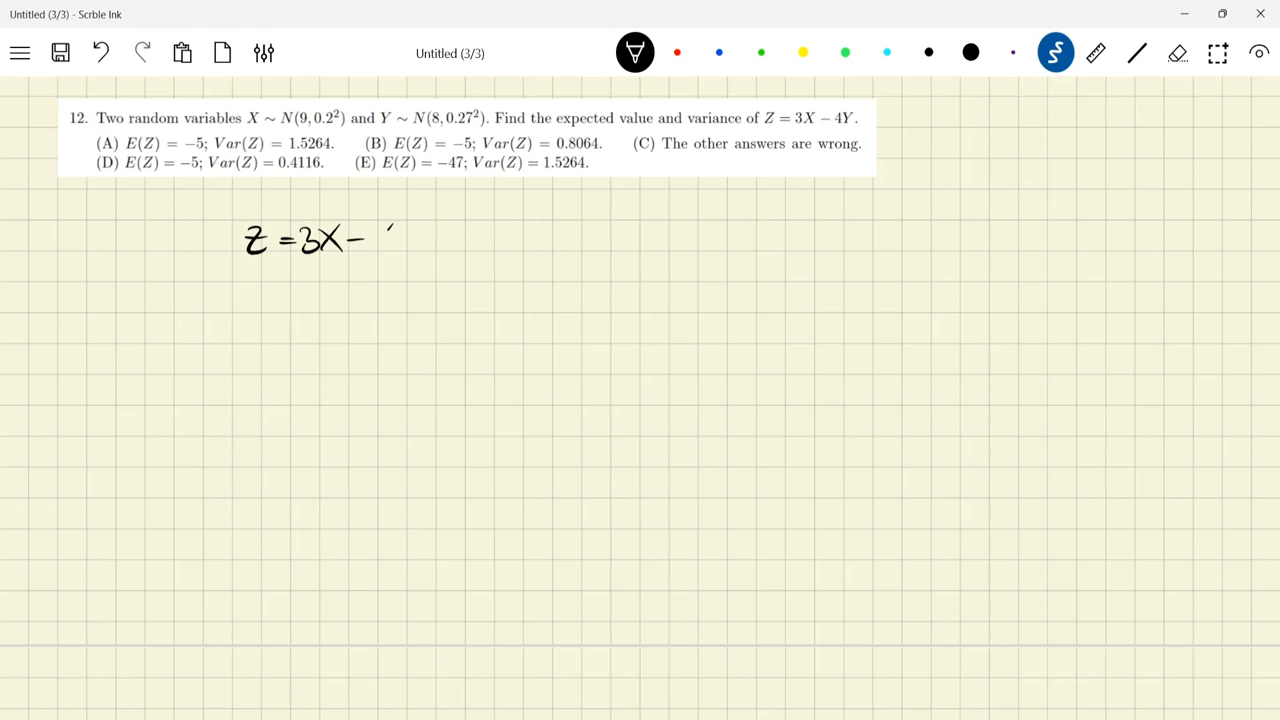 Untitled (3/3) - Scrble Ink
Untitled (3/3)
12. Two random variables X ∼ N(9, 0.2²) and Y ∼ N(8, 0.27²). Find the expected value and variance of Z = 3X − 4Y.
(A) E(Z) = −5; Var(Z) = 1.5264. (B) E(Z) = −5; Var(Z) = 0.8064. (C) The other answers are wrong.
(D) E(Z) = −5; Var(Z) = 0.4116. (E) E(Z) = −47; Var(Z) = 1.5264.
Z = 3X −